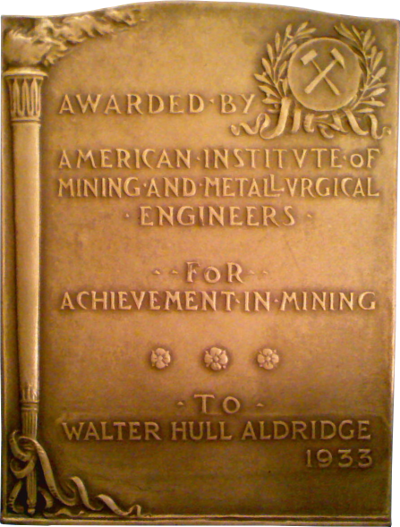 AWARDED·BY
AMERICAN·INSTITVTE·oF
MINING·AND·METALLVRGICAL
·ENGINEERS·
--FoR--
ACHIEVEMENT·IN·MINING
-TO-
WALTER HULL ALDRIDGE
1933